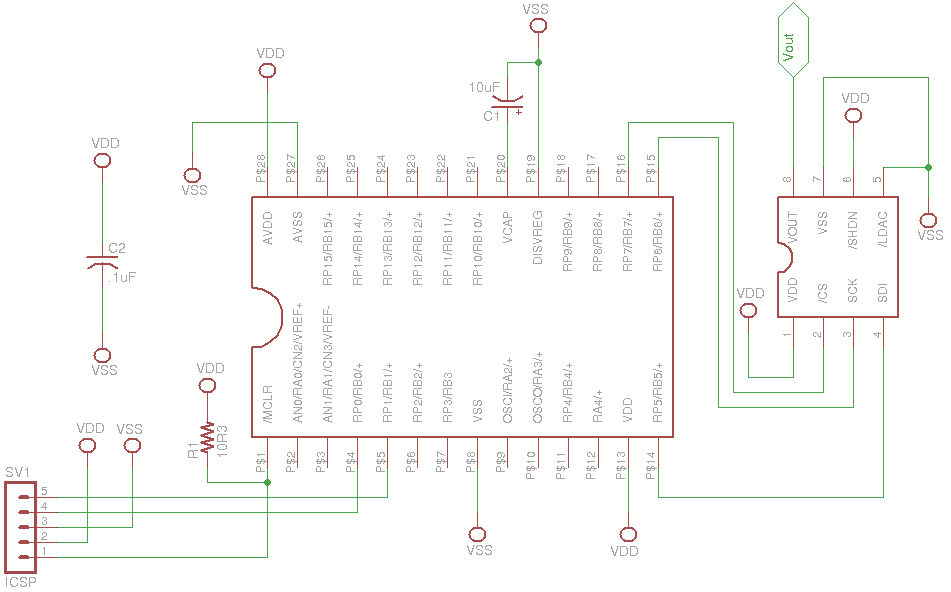 VSS
VDD
10uF
C1
+
Vout
VDD
VDD
VSS
P$28
P$27
P$26
P$25
P$24
P$23
P$22
P$21
P$20
P$19
P$18
P$17
P$16
P$15
8
7
6
5
AVDD
AVSS
RP15/RB15/+
RP14/RB14/+
RP13/RB13/+
RP12/RB12/+
RP11/RB11/+
RP10/RB10/+
VCAP
DISVREG
RP9/RB9/+
RP8/RB8/+
RP7/RB7/+
RP6/RB6/+
VOUT
VSS
/SHDN
/LDAC
VSS
C2
.1uF
VDD
VDD
/CS
SCK
SDI
1
2
3
4
VSS
VDD
/MCLR
AN0/RA0/CN2/VREF+
AN1/RA1/CN3/VREF-
RP0/RB0/+
RP1/RB1/+
RP2/RB2/+
RP3/RB3
VSS
OSCI/RA2/+
OSCO/RA3/+
RP4/RB4/+
RA4/+
VDD
RP5/RB5/+
R1
10R3
VDD
VSS
P$1
P$2
P$3
P$4
P$5
P$6
P$7
P$8
P$9
P$10
P$11
P$12
P$13
P$14
SV1
5
4
3
2
1
ICSP
VSS
VDD